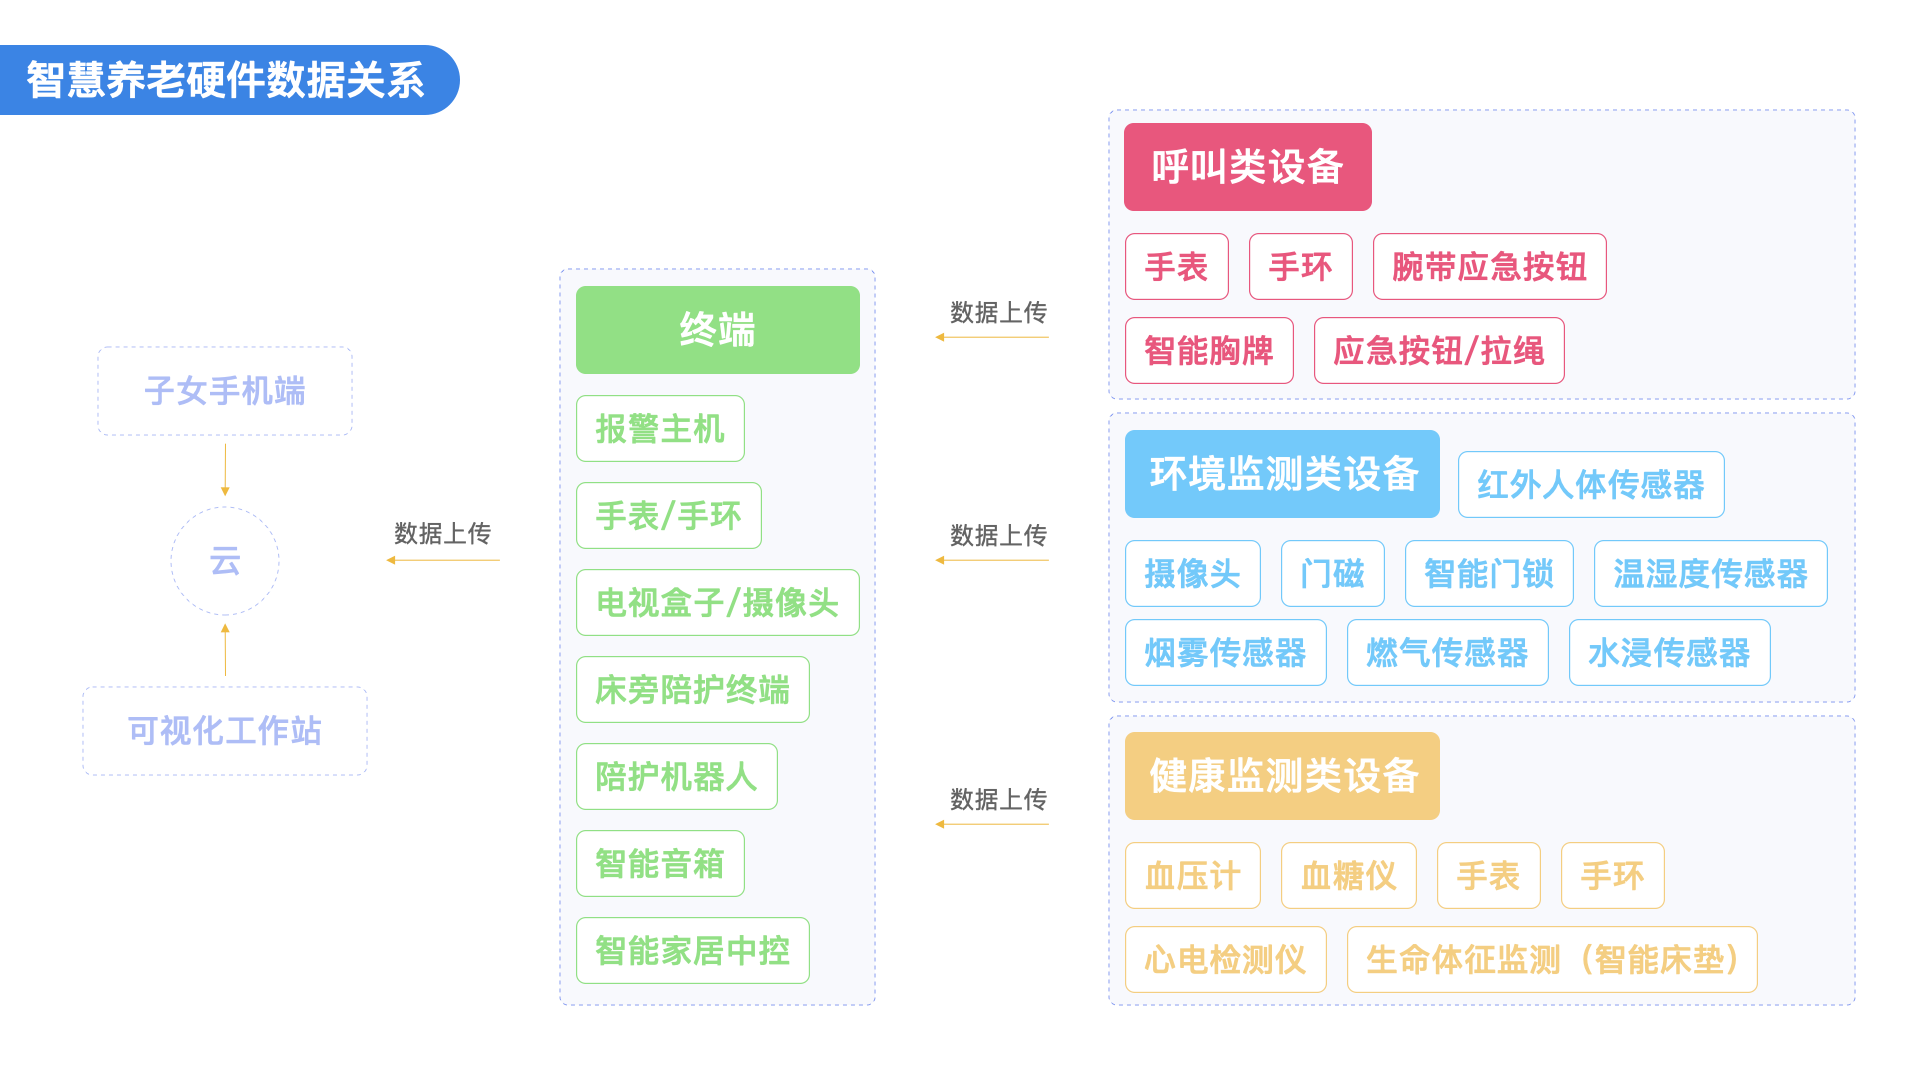 智慧养老硬件数据关系
子女手机端
云
可视化工作站
数据上传
终端
报警主机
手表/手环
电视盒子/摄像头
床旁陪护终端
陪护机器人
智能音箱
智能家居中控
数据上传
数据上传
数据上传
呼叫类设备
手表 手环 腕带应急按钮
智能胸牌 应急按钮/拉绳
环境监测类设备 红外人体传感器
摄像头 门磁 智能门锁 温湿度传感器
烟雾传感器 燃气传感器 水浸传感器
健康监测类设备
血压计 血糖仪 手表 手环
心电检测仪 生命体征监测（智能床垫）